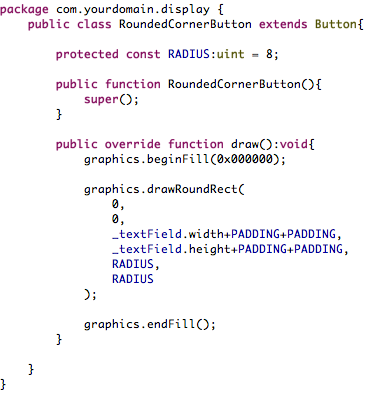 package com.yourdomain.display {
public class RoundedCornerButton extends Button{
protected const RADIUS:uint = 8;
public function RoundedCornerButton(){
super();
}
public override function draw():void{
graphics.beginFill(0x000000);
graphics.drawRoundRect(
0,
0,
_textField.width+PADDING+PADDING,
_textField.height+PADDING+PADDING,
RADIUS,
RADIUS
);
graphics.endFill();
}
}
}